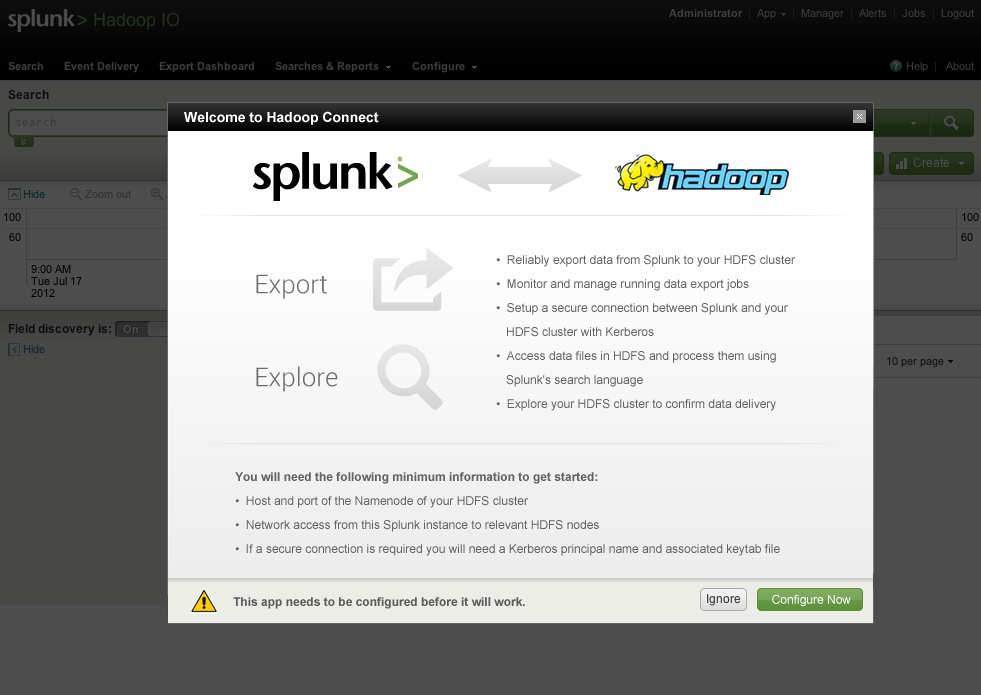 splunk> Hadoop IO
Administrator | App | Manager | Alerts | Jobs | Logout
Search Event Delivery Export Dashboard Searches & Reports Configure
? Help | About
Search
search
Create
Hide Zoom out
100 100
60 60
9:00 AM
Tue Jul 17
2012
Field discovery is: On
Hide
10 per page
Welcome to Hadoop Connect
splunk> hadoop
Export
• Reliably export data from Splunk to your HDFS cluster
• Monitor and manage running data export jobs
• Setup a secure connection between Splunk and your
HDFS cluster with Kerberos
Explore
• Access data files in HDFS and process them using
Splunk's search language
• Explore your HDFS cluster to confirm data delivery
You will need the following minimum information to get started:
• Host and port of the Namenode of your HDFS cluster
• Network access from this Splunk instance to relevant HDFS nodes
• If a secure connection is required you will need a Kerberos principal name and associated keytab file
This app needs to be configured before it will work.
Ignore Configure Now